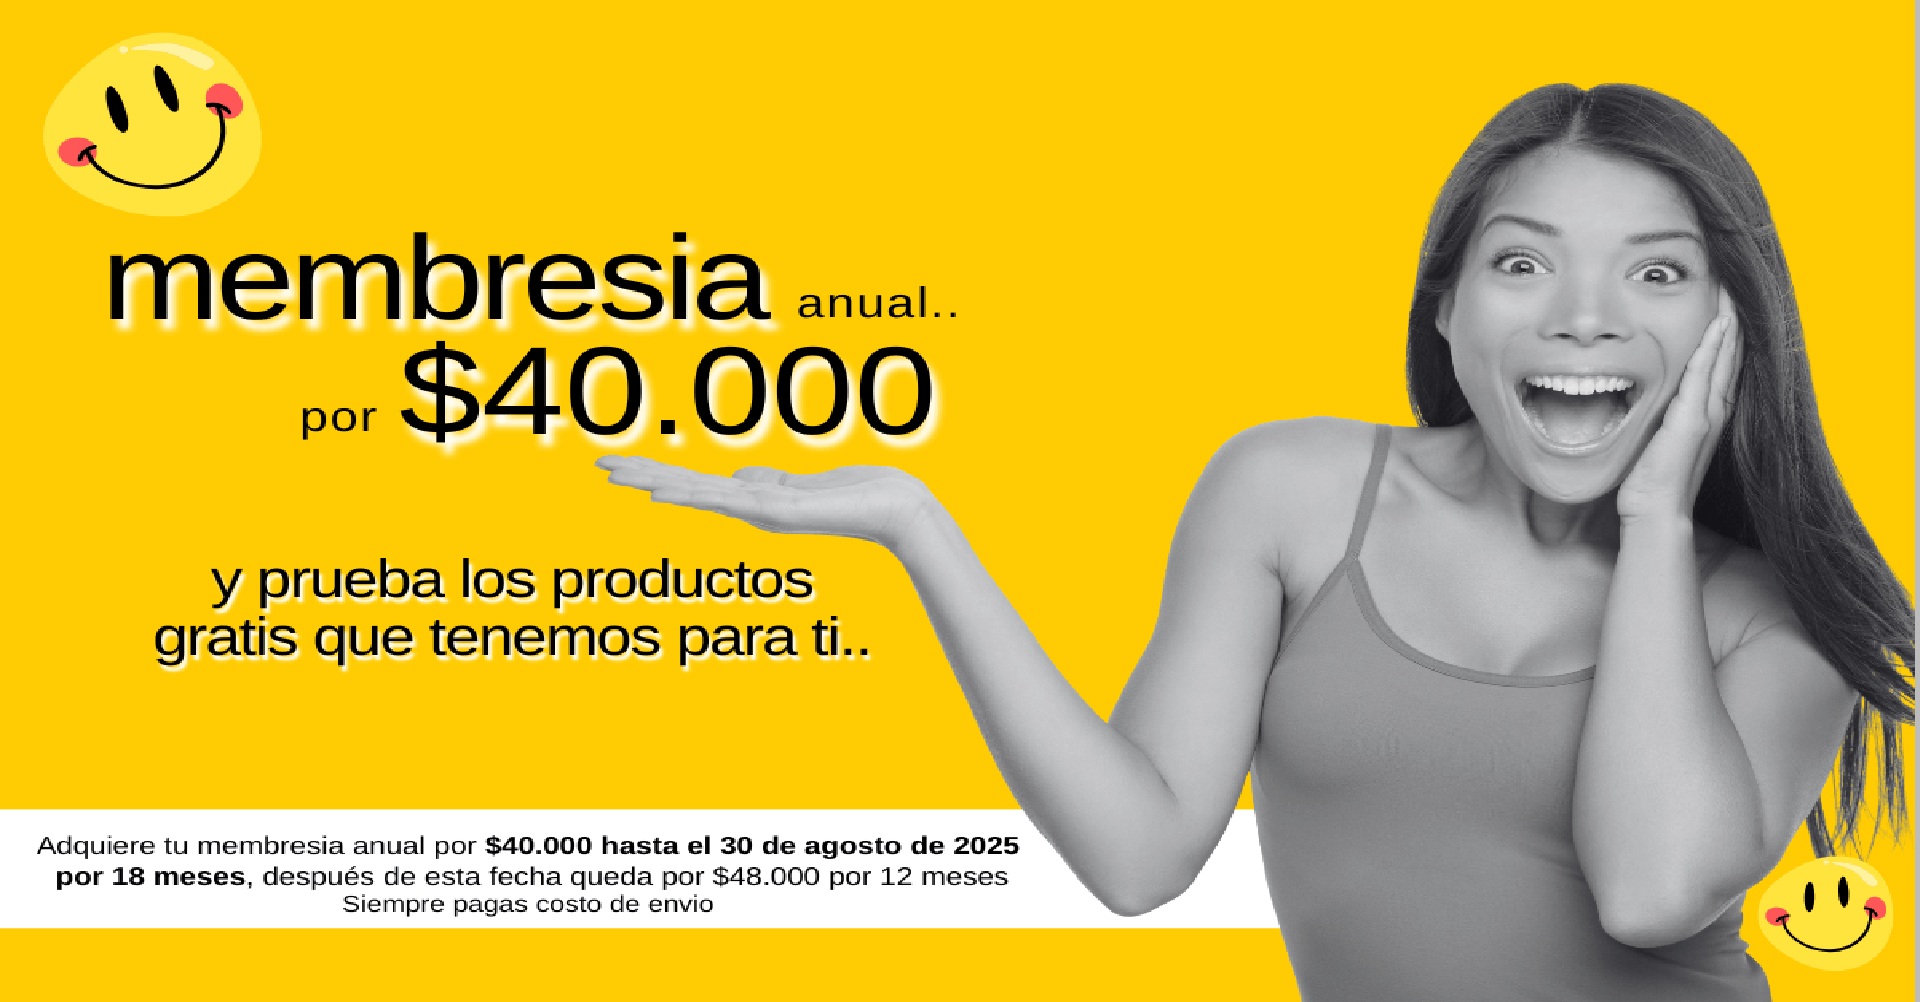 membresia anual..
por $40.000
y prueba los productos
gratis que tenemos para ti..
Adquiere tu membresia anual por $40.000 hasta el 30 de agosto de 2025
por 18 meses, después de esta fecha queda por $48.000 por 12 meses
Siempre pagas costo de envio